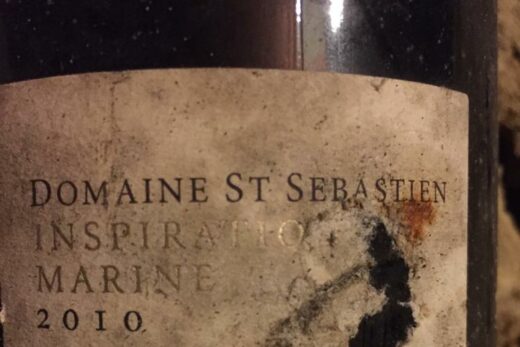 DOMAINE ST SEBASTIEN
INSPIRATIO
MARINE
2010